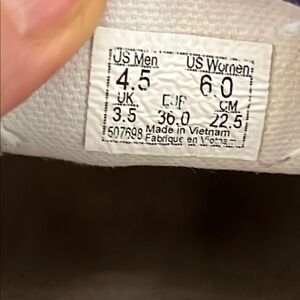 US Men US Women
4.5 6.0
UK EUR CM
3.5 36.0 22.5
507698 Made in Vietnam
Fabriqué en Vietnam